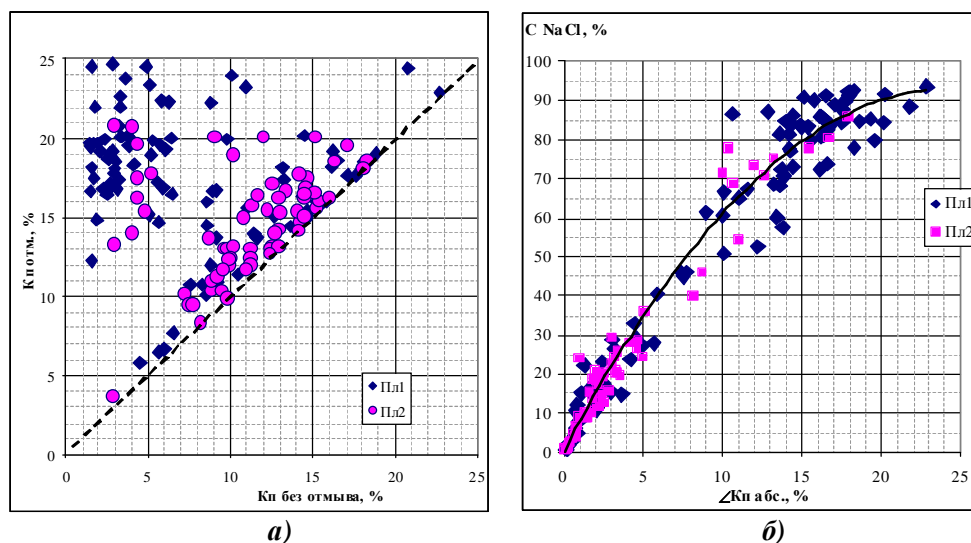 Кп отм., %
25
20
15
10
5
0
0 5 10 15 20 25
Кп без отмыва, %
Пл1
Пл2
а)
С NaCl, %
100
90
80
70
60
50
40
30
20
10
0
0 5 10 15 20 25
∠Кп абс., %
Пл1
Пл2
б)